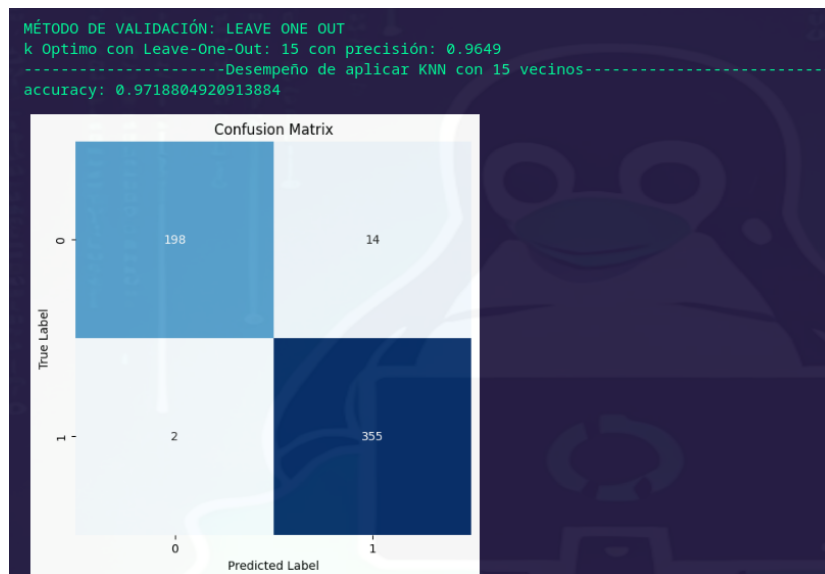 MÉTODO DE VALIDACIÓN: LEAVE ONE OUT
k Optimo con Leave-One-Out: 15 con precisión: 0.9649
----------------------Desempeño de aplicar KNN con 15 vecinos--------------------------
accuracy: 0.9718804920913884
Confusion Matrix
True Label
0
198
14
1
2
355
0
1
Predicted Label